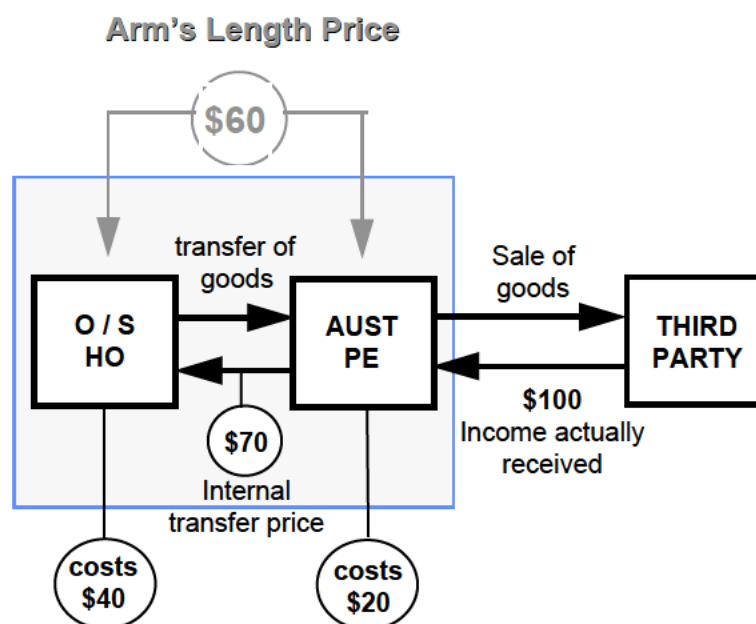 Arm's Length Price
$60
transfer of
goods
Sale of
goods
O / S
HO
AUST
PE
THIRD
PARTY
$70
Internal
transfer price
$100
Income actually
received
costs
$40
costs
$20